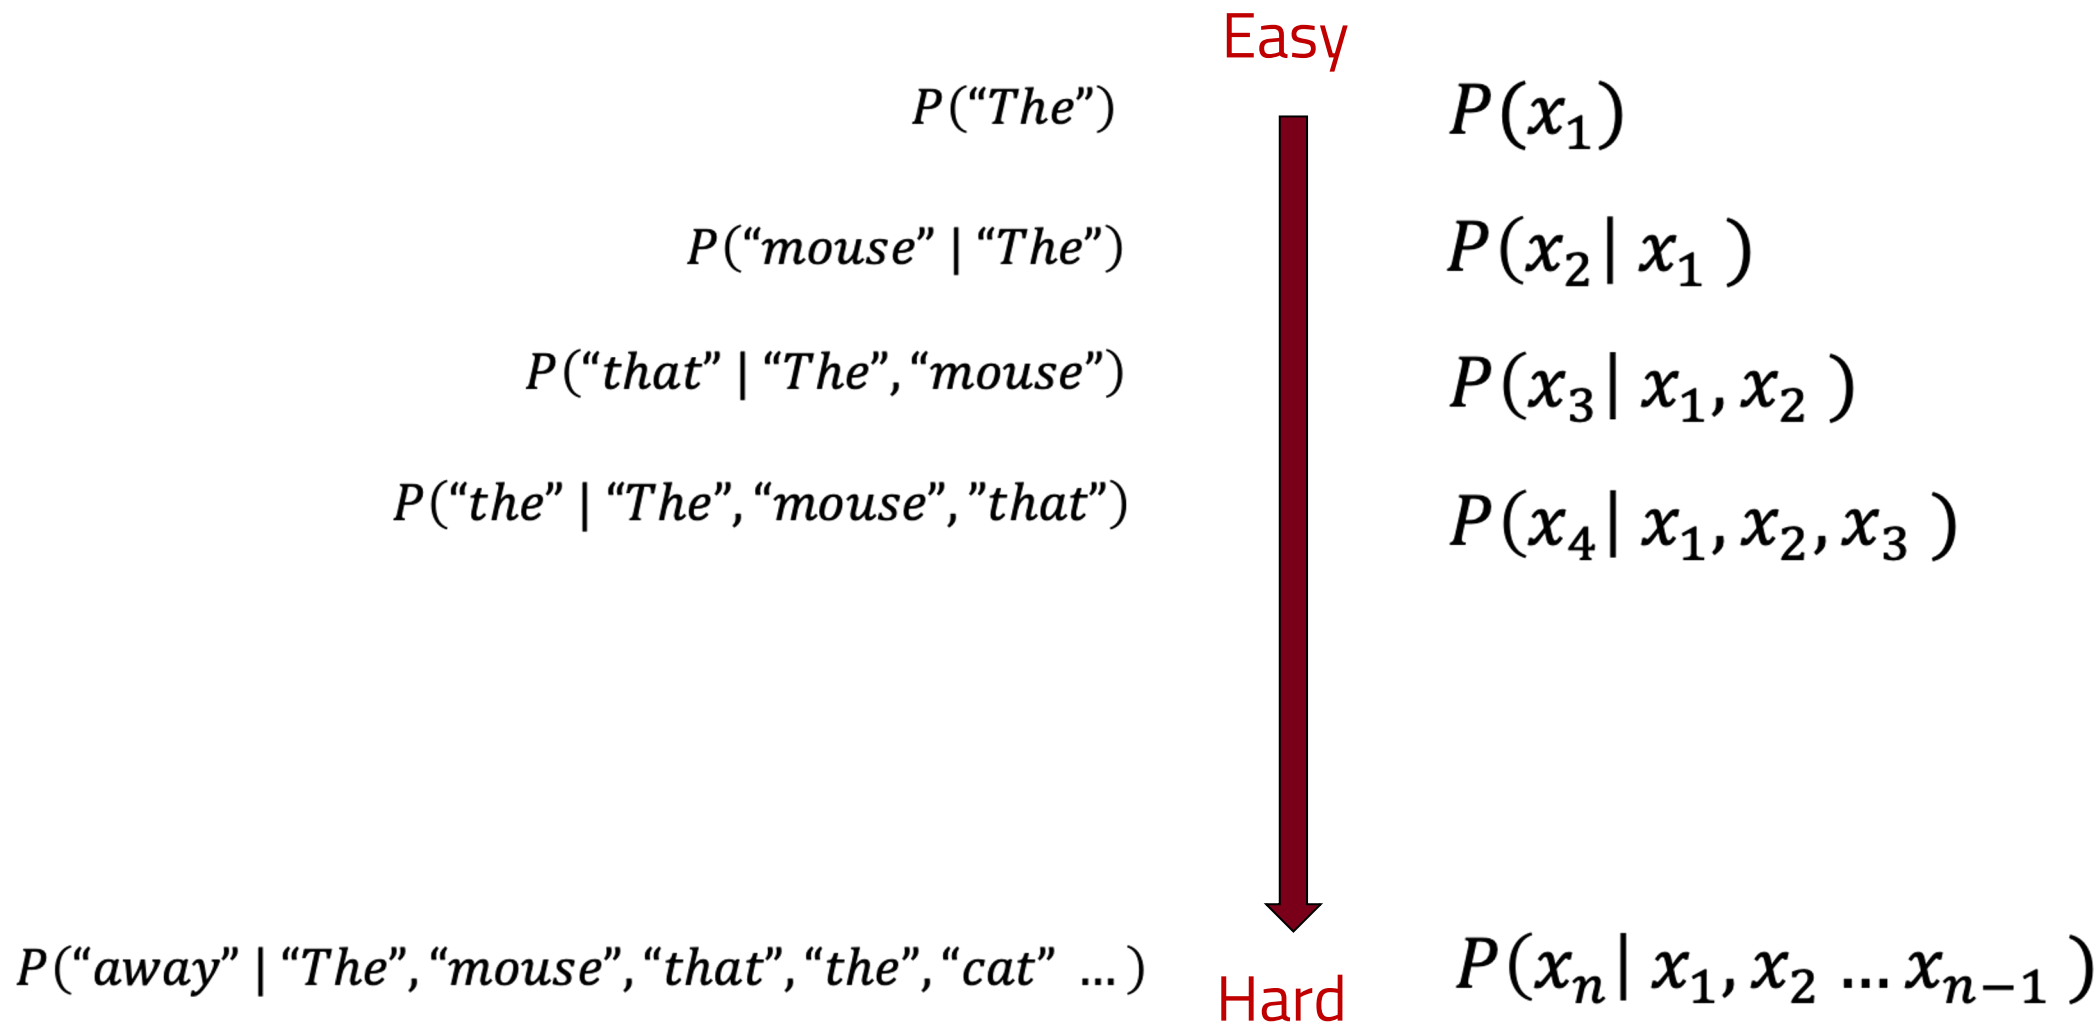 Easy
P(“The”) P(x₁)
P(“mouse” | “The”) P(x₂| x₁ )
P(“that” | “The”, “mouse”) P(x₃| x₁, x₂ )
P(“the” | “The”, “mouse”, ”that”) P(x₄| x₁, x₂, x₃ )
P(“away” | “The”, “mouse”, “that”, “the”, “cat” … ) P(xₙ| x₁, x₂ … xₙ₋₁ )
Hard